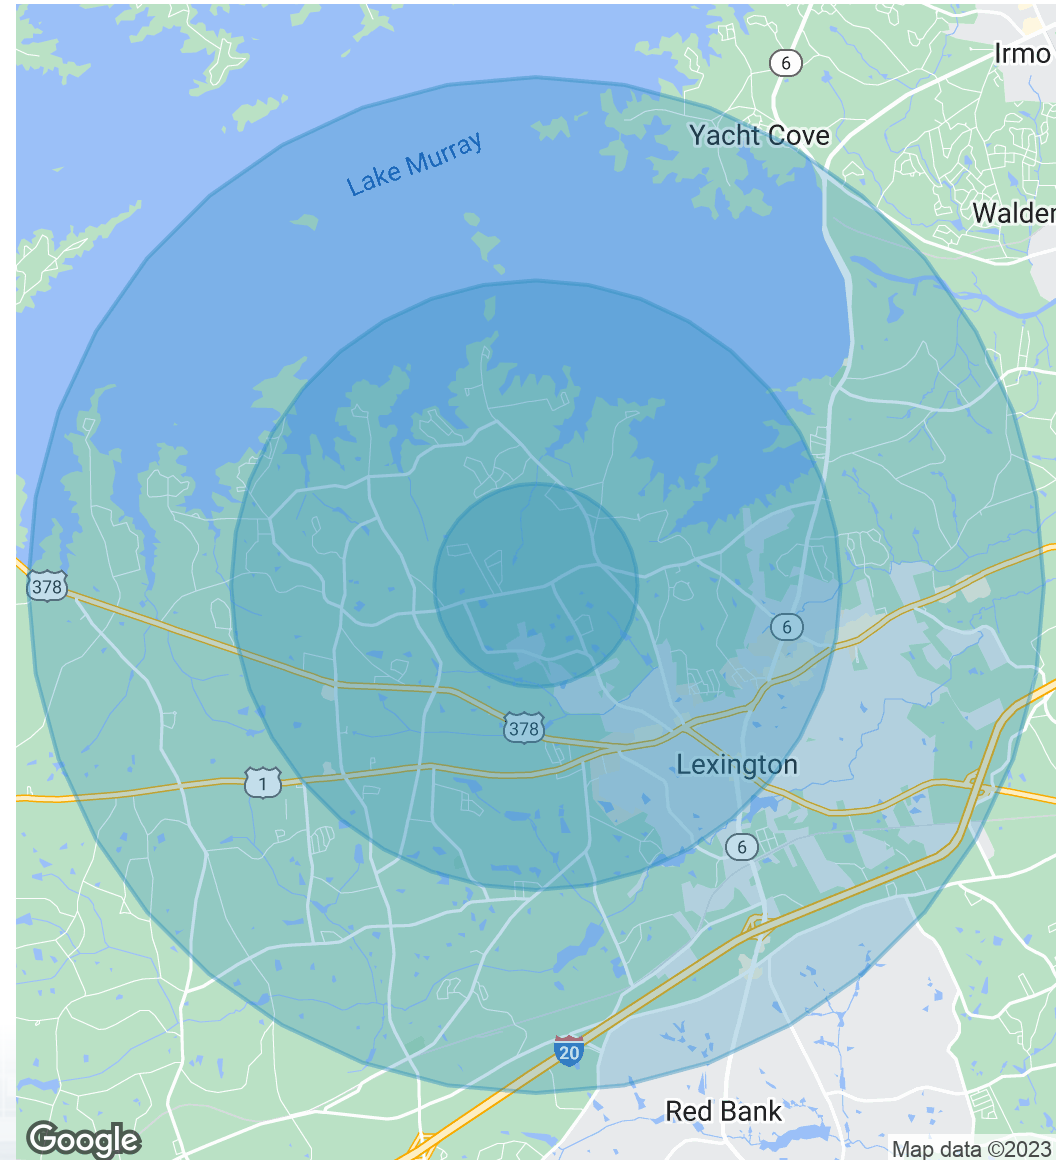 Irmo
6
Yacht Cove
Lake Murray
Walden
378
6
378
Lexington
1
6
20
Red Bank
Google
Map data ©2023